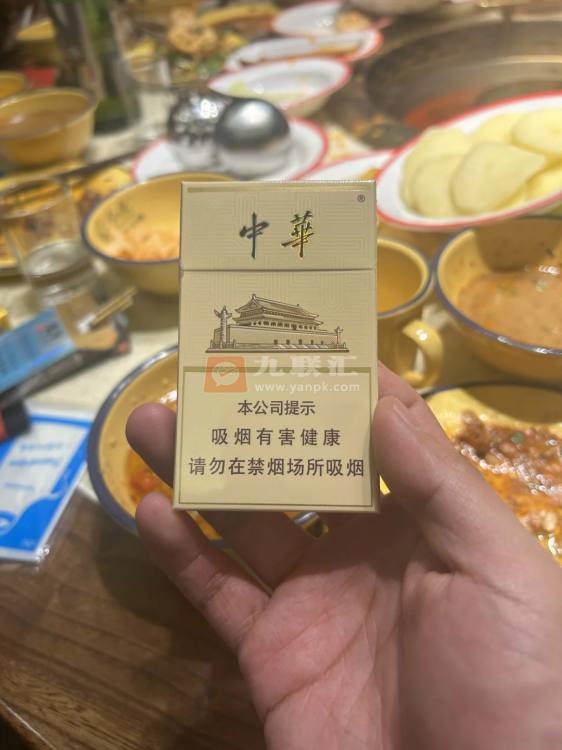 中華
®
九联汇
www.yanpk.com
本公司提示
吸烟有害健康
请勿在禁烟场所吸烟